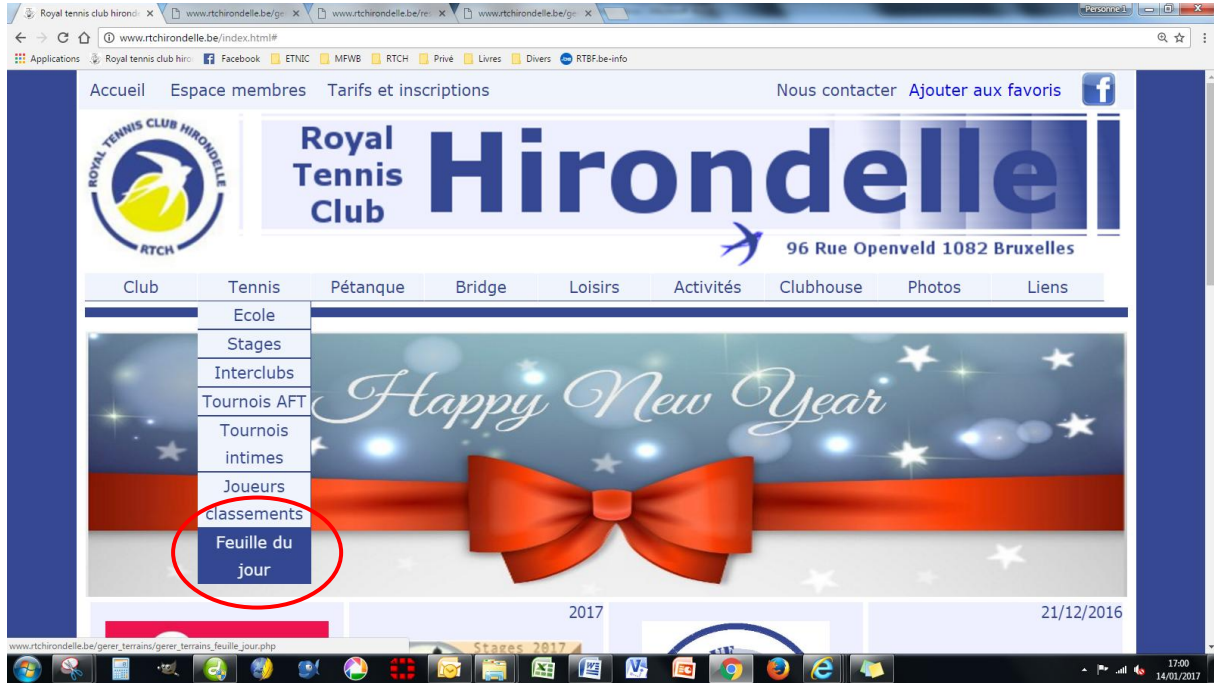 Royal tennis club hironde
www.rtchirondelle.be/ge
www.rtchirondelle.be/re
www.rtchirondelle.be/ge
Personne 1
www.rtchirondelle.be/index.html#
Applications
Royal tennis club hiro
Facebook
ETNIC
MFWB
RTCH
Privé
Livres
Divers
RTBF.be-info
Accueil Espace membres Tarifs et inscriptions Nous contacter Ajouter aux favoris
ROYAL TENNIS CLUB HIRONDELLE
RTCH
Royal
Tennis
Club
Hirondelle
96 Rue Openveld 1082 Bruxelles
Club Tennis Pétanque Bridge Loisirs Activités Clubhouse Photos Liens
Ecole
Stages
Interclubs
Tournois AFT
Tournois
intimes
Joueurs
classements
Feuille du
jour
Happy New Year
2017
21/12/2016
Stages 2017
www.rtchirondelle.be/gerer_terrains/gerer_terrains_feuille_jour.php
17:00
14/01/2017